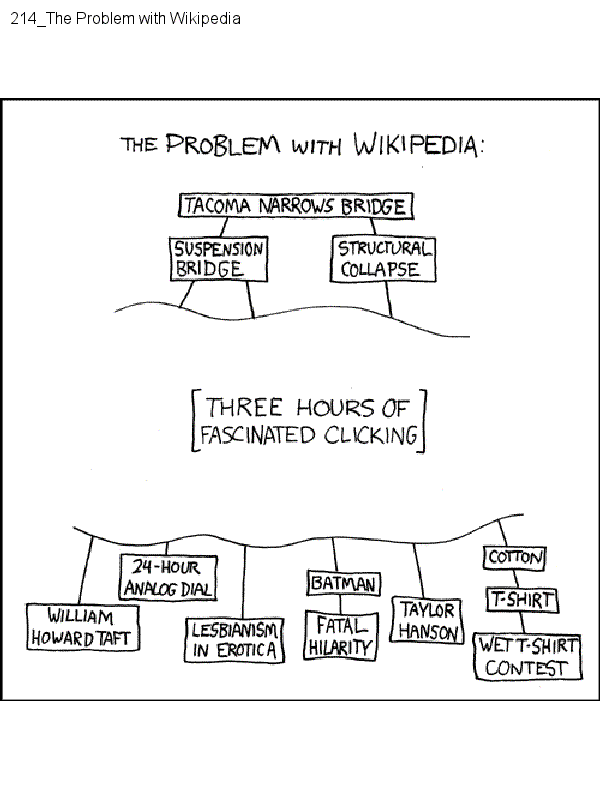 214_The Problem with Wikipedia
THE PROBLEM WITH WIKIPEDIA:
TACOMA NARROWS BRIDGE
SUSPENSION
BRIDGE
STRUCTURAL
COLLAPSE
[THREE HOURS OF
FASCINATED CLICKING]
WILLIAM
HOWARD TAFT
24-HOUR
ANALOG DIAL
LESBIANISM
IN EROTICA
BATMAN
FATAL
HILARITY
TAYLOR
HANSON
COTTON
T-SHIRT
WET T-SHIRT
CONTEST